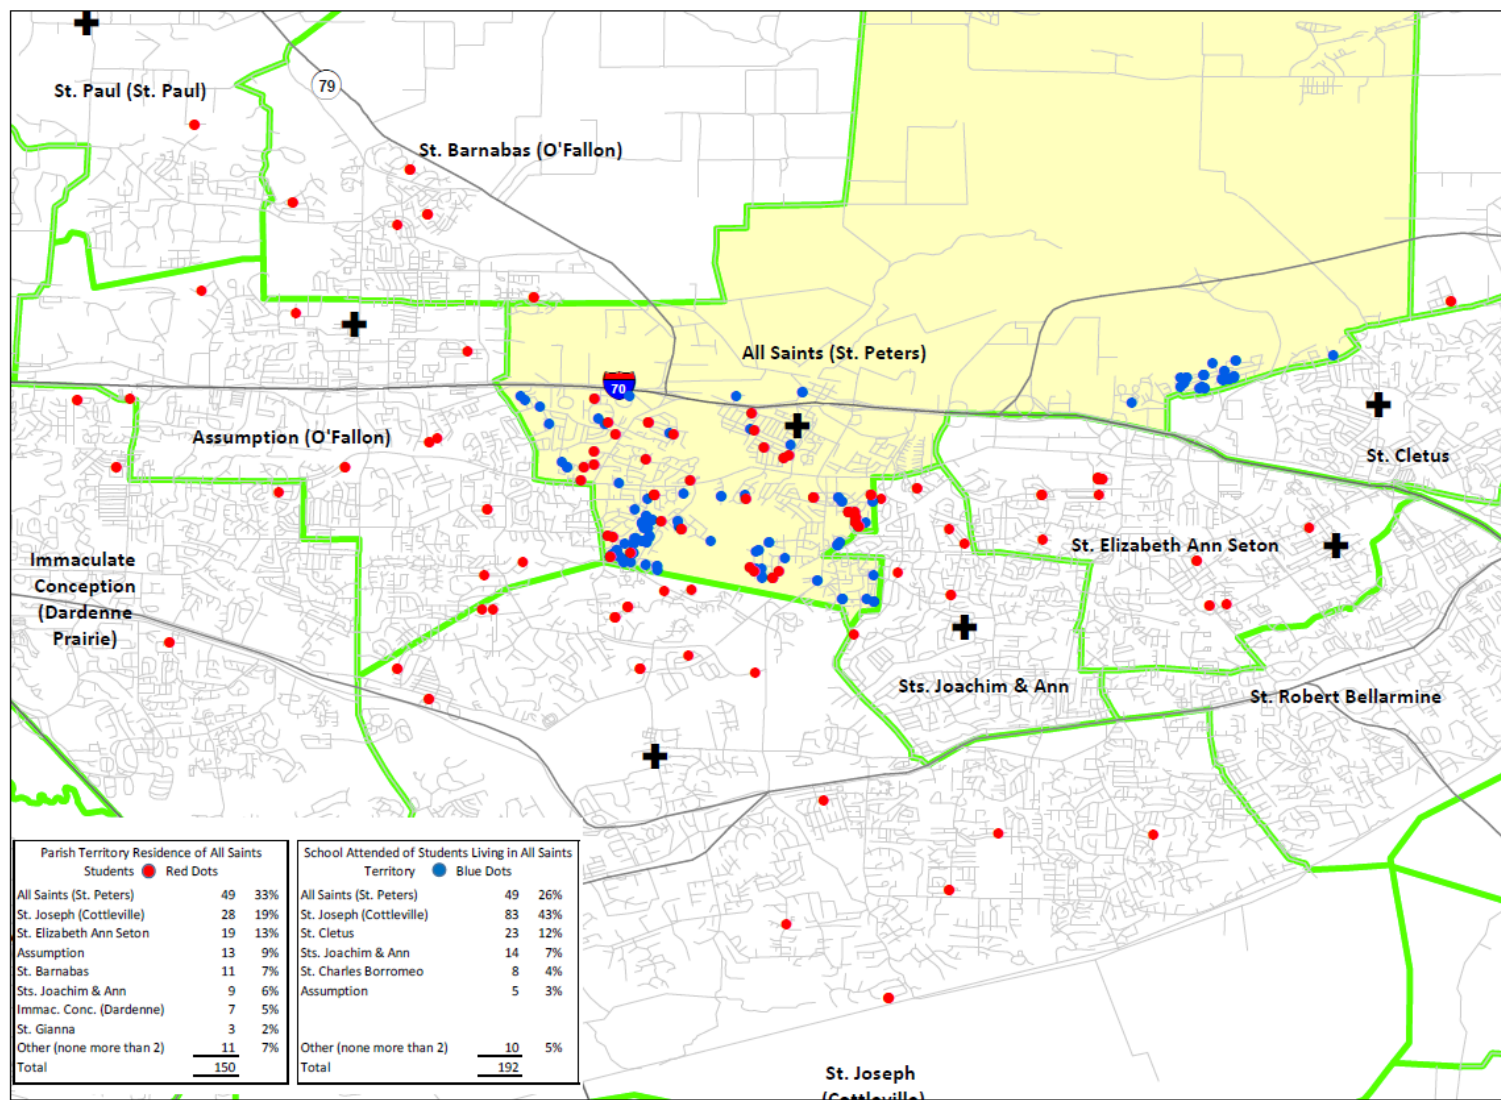 St. Paul (St. Paul)
79
St. Barnabas (O'Fallon)
All Saints (St. Peters)
70
Assumption (O'Fallon)
St. Cletus
St. Elizabeth Ann Seton
Immaculate
Conception
(Dardenne
Prairie)
Sts. Joachim & Ann
St. Robert Bellarmine
St. Joseph
(Cottleville)
Parish Territory Residence of All Saints
Students Red Dots
All Saints (St. Peters) 49 33%
St. Joseph (Cottleville) 28 19%
St. Elizabeth Ann Seton 19 13%
Assumption 13 9%
St. Barnabas 11 7%
Sts. Joachim & Ann 9 6%
Immac. Conc. (Dardenne) 7 5%
St. Gianna 3 2%
Other (none more than 2) 11 7%
Total 150
School Attended of Students Living in All Saints
Territory Blue Dots
All Saints (St. Peters) 49 26%
St. Joseph (Cottleville) 83 43%
St. Cletus 23 12%
Sts. Joachim & Ann 14 7%
St. Charles Borromeo 8 4%
Assumption 5 3%
Other (none more than 2) 10 5%
Total 192